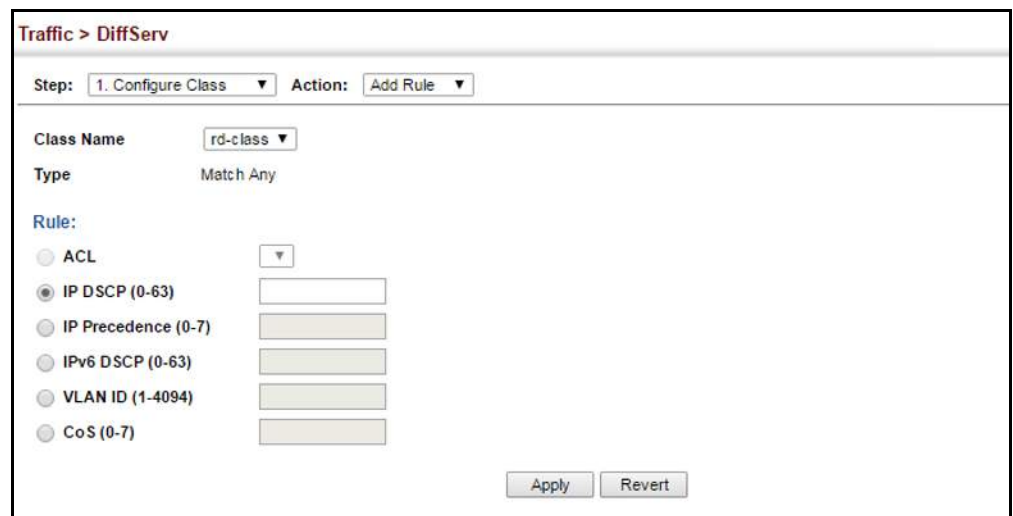 Traffic > DiffServ
Step: 1. Configure Class Action: Add Rule
Class Name rd-class
Type Match Any
Rule:
ACL
IP DSCP (0-63)
IP Precedence (0-7)
IPv6 DSCP (0-63)
VLAN ID (1-4094)
CoS (0-7)
Apply Revert